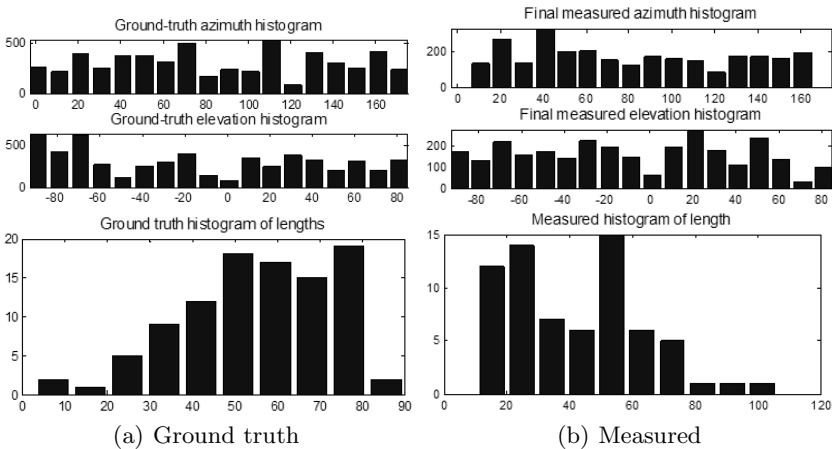 Ground-truth azimuth histogram
500
0
0 20 40 60 80 100 120 140 160
Ground-truth elevation histogram
500
0
-80 -60 -40 -20 0 20 40 60 80
Ground truth histogram of lengths
20
15
10
5
0
0 10 20 30 40 50 60 70 80 90
(a) Ground truth
Final measured azimuth histogram
200
0
0 20 40 60 80 100 120 140 160
Final measured elevation histogram
200
100
0
-80 -60 -40 -20 0 20 40 60 80
Measured histogram of length
15
10
5
0
0 20 40 60 80 100 120
(b) Measured